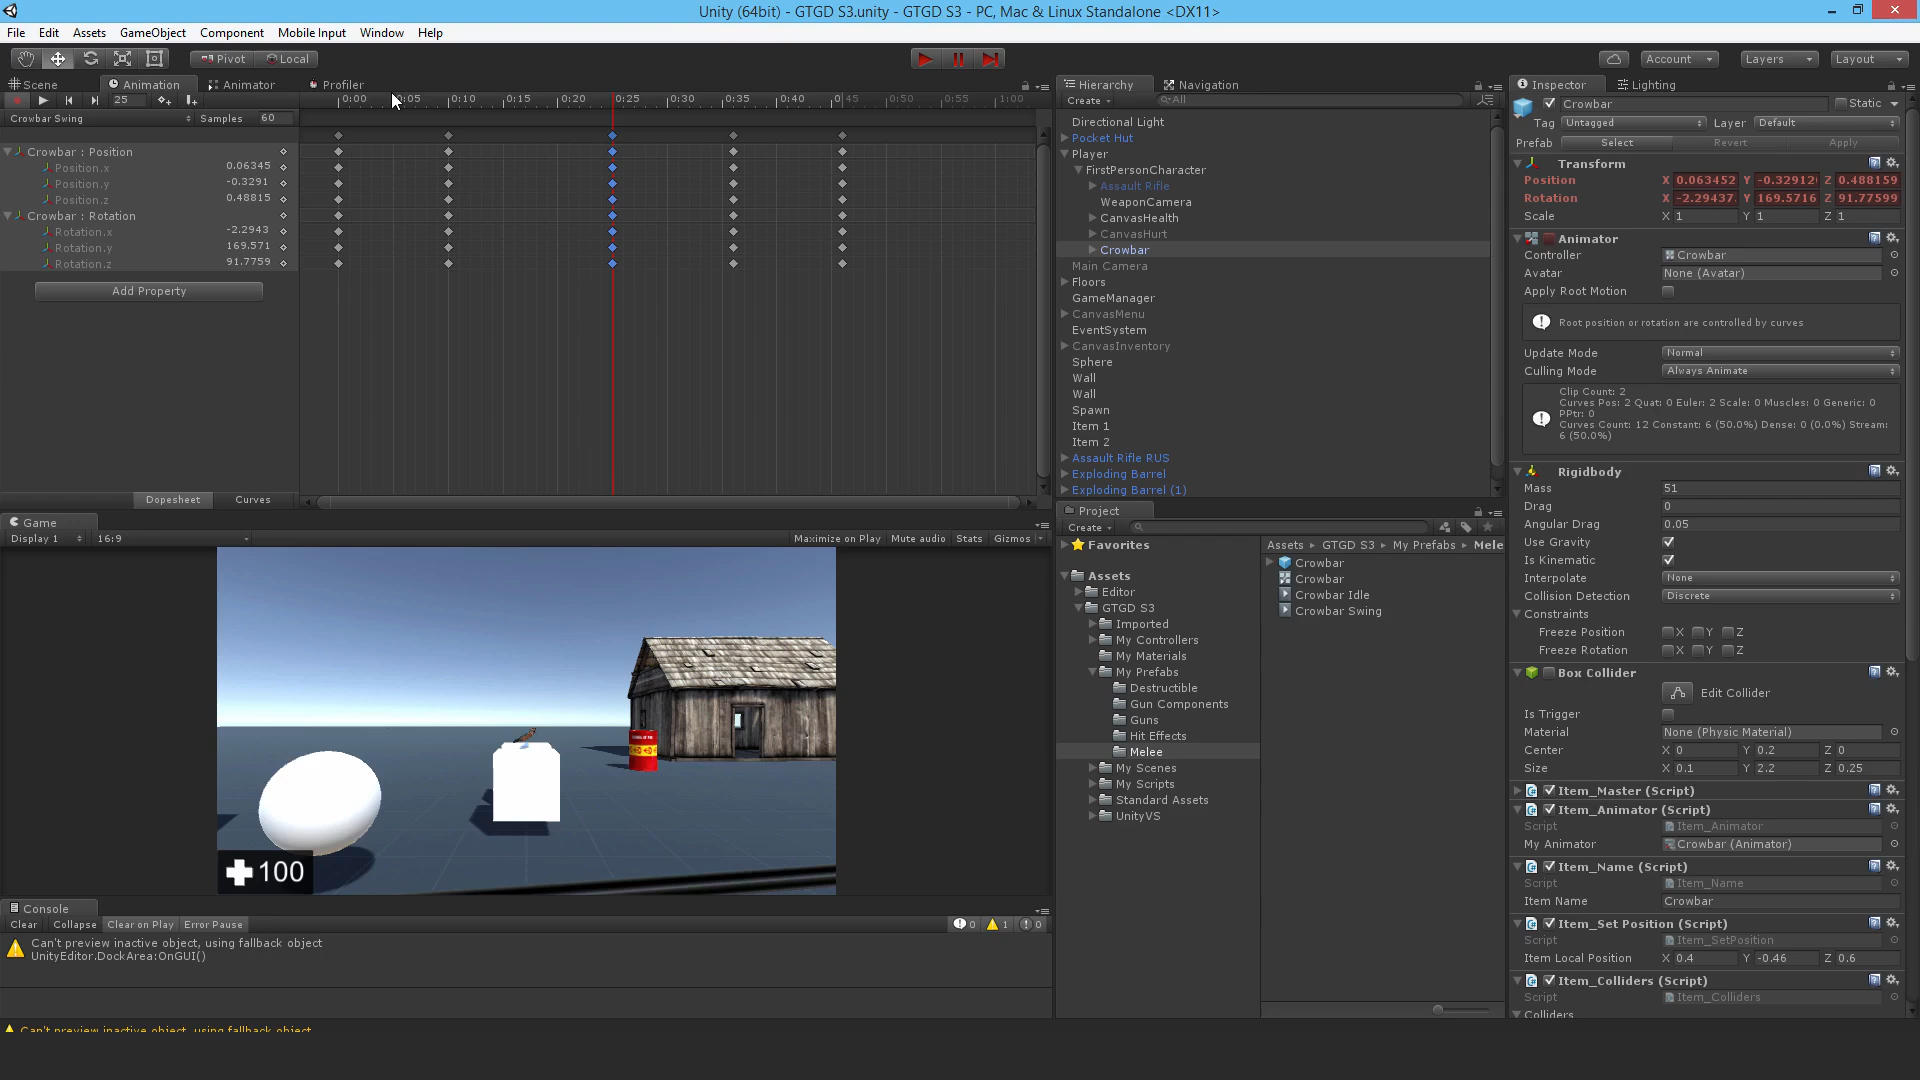 Unity (64bit) - GTGD S3.unity - GTGD S3 - PC, Mac & Linux Standalone <DX11>
File Edit Assets GameObject Component Mobile Input Window Help
Pivot Local Account Layers Layout
Scene Animation Animator Profiler
25 0:00 0:05 0:10 0:15 0:20 0:25 0:30 0:35 0:40 0:45 0:50 0:55 1:00
Crowbar Swing Samples 60
Crowbar : Position
Position.x 0.06345
Position.y -0.3291
Position.z 0.48815
Crowbar : Rotation
Rotation.x -2.2943
Rotation.y 169.571
Rotation.z 91.7759
Add Property
Dopesheet Curves
Game
Display 1 16:9 Maximize on Play Mute audio Stats Gizmos
100
Console
Clear Collapse Clear on Play Error Pause 0 1 0
Can't preview inactive object, using fallback object
UnityEditor.DockArea:OnGUI()
Can't preview inactive object, using fallback object
Hierarchy Navigation
Create All
Directional Light
Pocket Hut
Player
FirstPersonCharacter
Assault Rifle
WeaponCamera
CanvasHealth
CanvasHurt
Crowbar
Main Camera
Floors
GameManager
CanvasMenu
EventSystem
CanvasInventory
Sphere
Wall
Wall
Spawn
Item 1
Item 2
Assault Rifle RUS
Exploding Barrel
Exploding Barrel (1)
Project
Create
Favorites
Assets
Editor
GTGD S3
Imported
My Controllers
My Materials
My Prefabs
Destructible
Gun Components
Guns
Hit Effects
Melee
My Scenes
My Scripts
Standard Assets
UnityVS
Assets GTGD S3 My Prefabs Mele
Crowbar
Crowbar
Crowbar Idle
Crowbar Swing
Inspector Lighting
Crowbar Static
Tag Untagged Layer Default
Prefab Select Revert Apply
Transform
Position X 0.063452 Y -0.329120 Z 0.488159
Rotation X -2.29437 Y 169.5716 Z 91.77599
Scale X 1 Y 1 Z 1
Animator
Controller Crowbar
Avatar None (Avatar)
Apply Root Motion
Root position or rotation are controlled by curves
Update Mode Normal
Culling Mode Always Animate
Clip Count: 2
Curves Pos: 2 Quat: 0 Euler: 2 Scale: 0 Muscles: 0 Generic: 0
PPtr: 0
Curves Count: 12 Constant: 6 (50.0%) Dense: 0 (0.0%) Stream:
6 (50.0%)
Rigidbody
Mass 51
Drag 0
Angular Drag 0.05
Use Gravity
Is Kinematic
Interpolate None
Collision Detection Discrete
Constraints
Freeze Position X Y Z
Freeze Rotation X Y Z
Box Collider
Edit Collider
Is Trigger
Material None (Physic Material)
Center X 0 Y 0.2 Z 0
Size X 0.1 Y 2.2 Z 0.25
Item_Master (Script)
Item_Animator (Script)
Script Item_Animator
My Animator Crowbar (Animator)
Item_Name (Script)
Script Item_Name
Item Name Crowbar
Item_Set Position (Script)
Script Item_SetPosition
Item Local Position X 0.4 Y -0.46 Z 0.6
Item_Colliders (Script)
Script Item_Colliders
Colliders